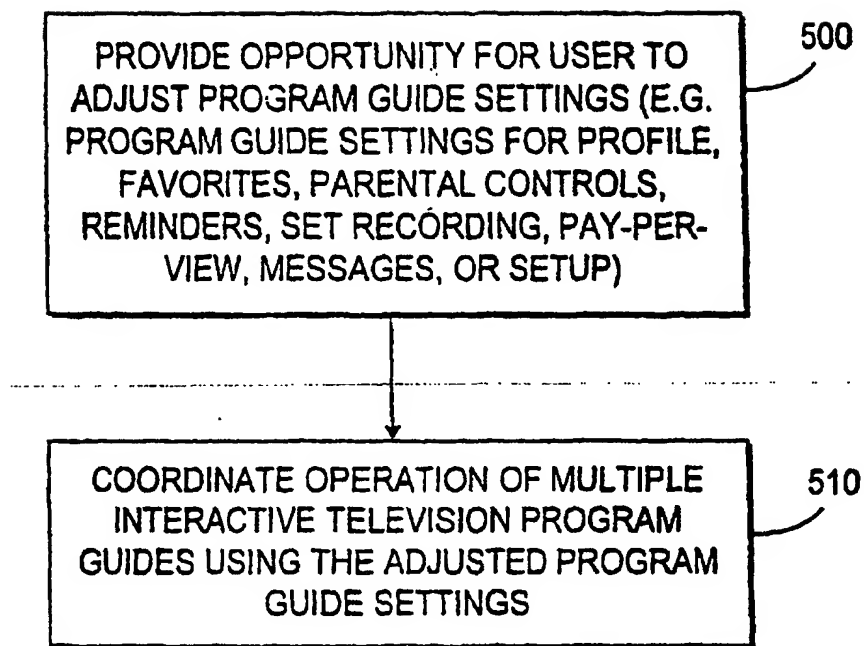 PROVIDE OPPORTUNITY FOR USER TO
ADJUST PROGRAM GUIDE SETTINGS (E.G.
PROGRAM GUIDE SETTINGS FOR PROFILE,
FAVORITES, PARENTAL CONTROLS,
REMINDERS, SET RECORDING, PAY-PER-
VIEW, MESSAGES, OR SETUP)
500
COORDINATE OPERATION OF MULTIPLE
INTERACTIVE TELEVISION PROGRAM
GUIDES USING THE ADJUSTED PROGRAM
GUIDE SETTINGS
510